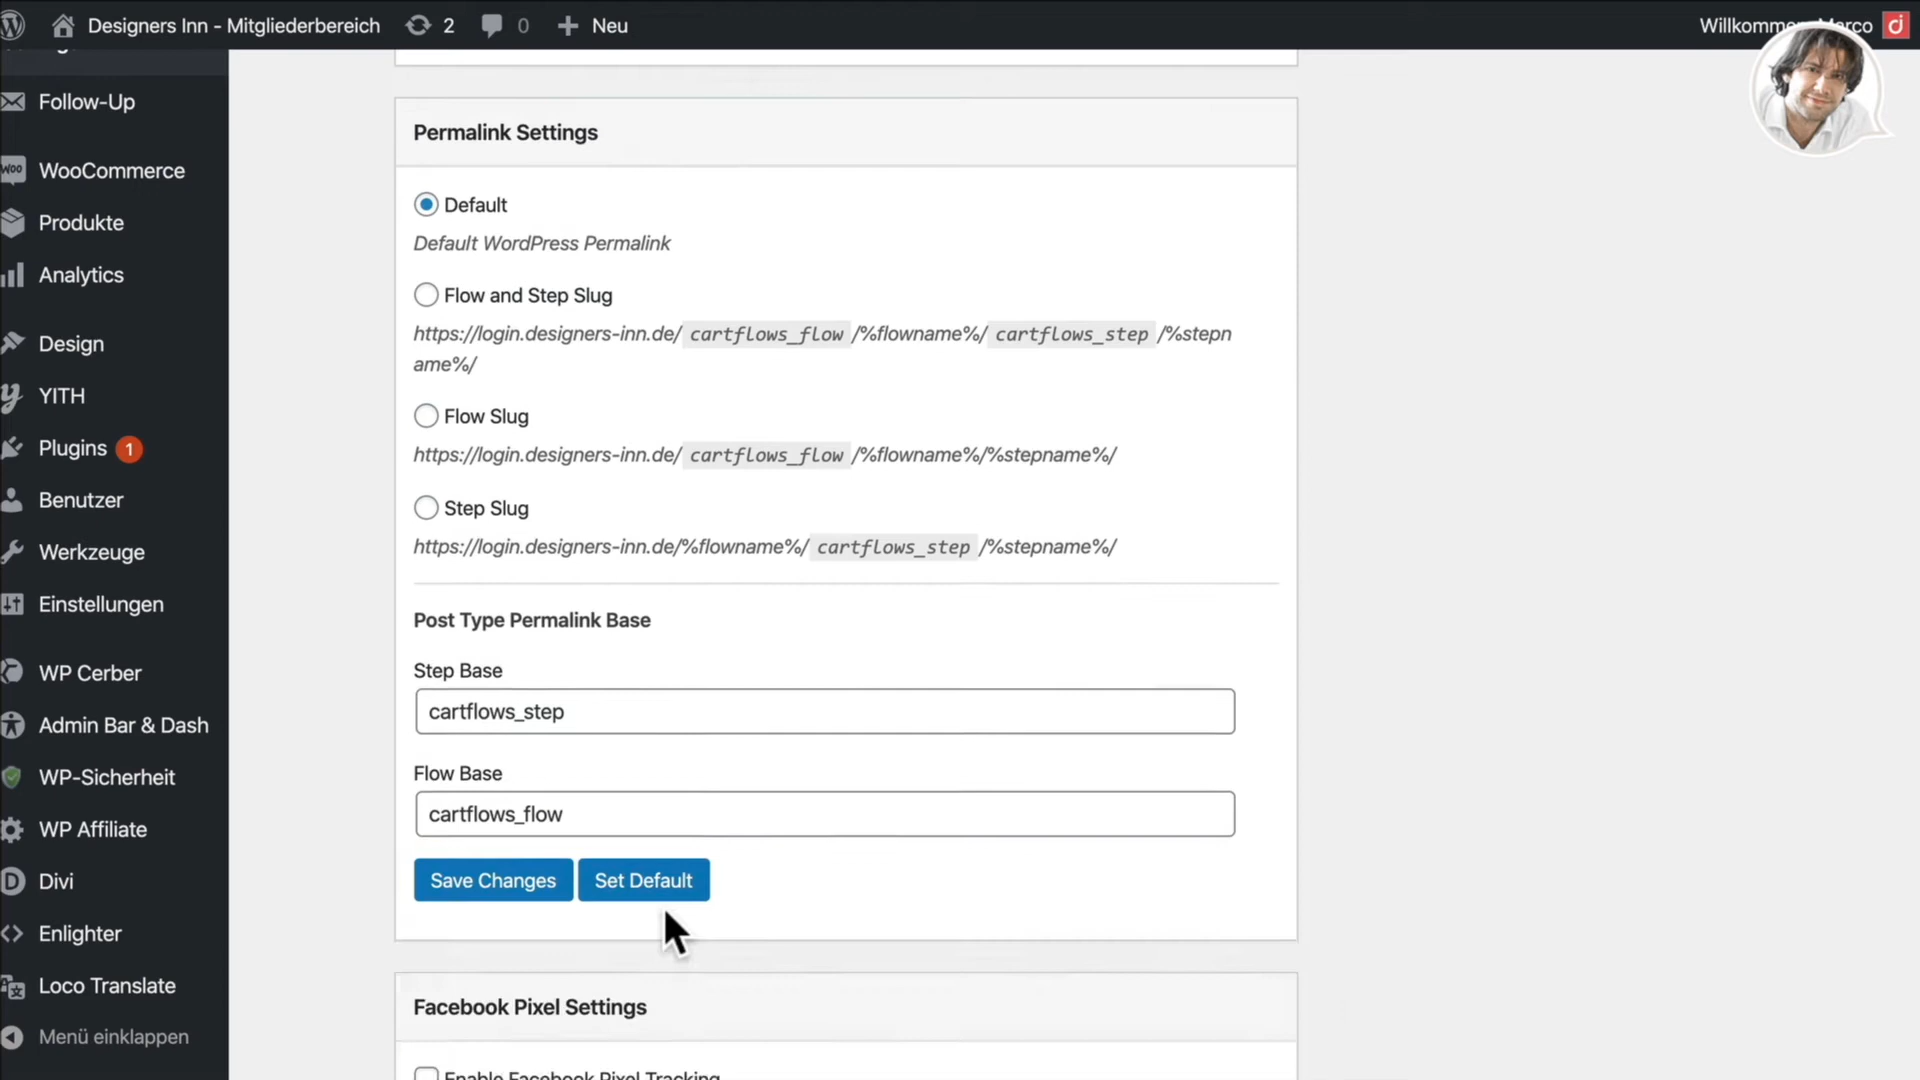 Designers Inn - Mitgliederbereich 2 0 Neu
Follow-Up
WooCommerce
Produkte
Analytics
Design
YITH
Plugins 1
Benutzer
Werkzeuge
Einstellungen
WP Cerber
Admin Bar & Dash
WP-Sicherheit
WP Affiliate
Divi
Enlighter
Loco Translate
Menü einklappen
Permalink Settings
Default
Default WordPress Permalink
Flow and Step Slug
https://login.designers-inn.de/ cartflows_flow /%flowname%/ cartflows_step /%stepn
ame%/
Flow Slug
https://login.designers-inn.de/ cartflows_flow /%flowname%/%stepname%/
Step Slug
https://login.designers-inn.de/%flowname%/ cartflows_step /%stepname%/
Post Type Permalink Base
Step Base
cartflows_step
Flow Base
cartflows_flow
Save Changes Set Default
Facebook Pixel Settings
Enable Facebook Pixel Tracking